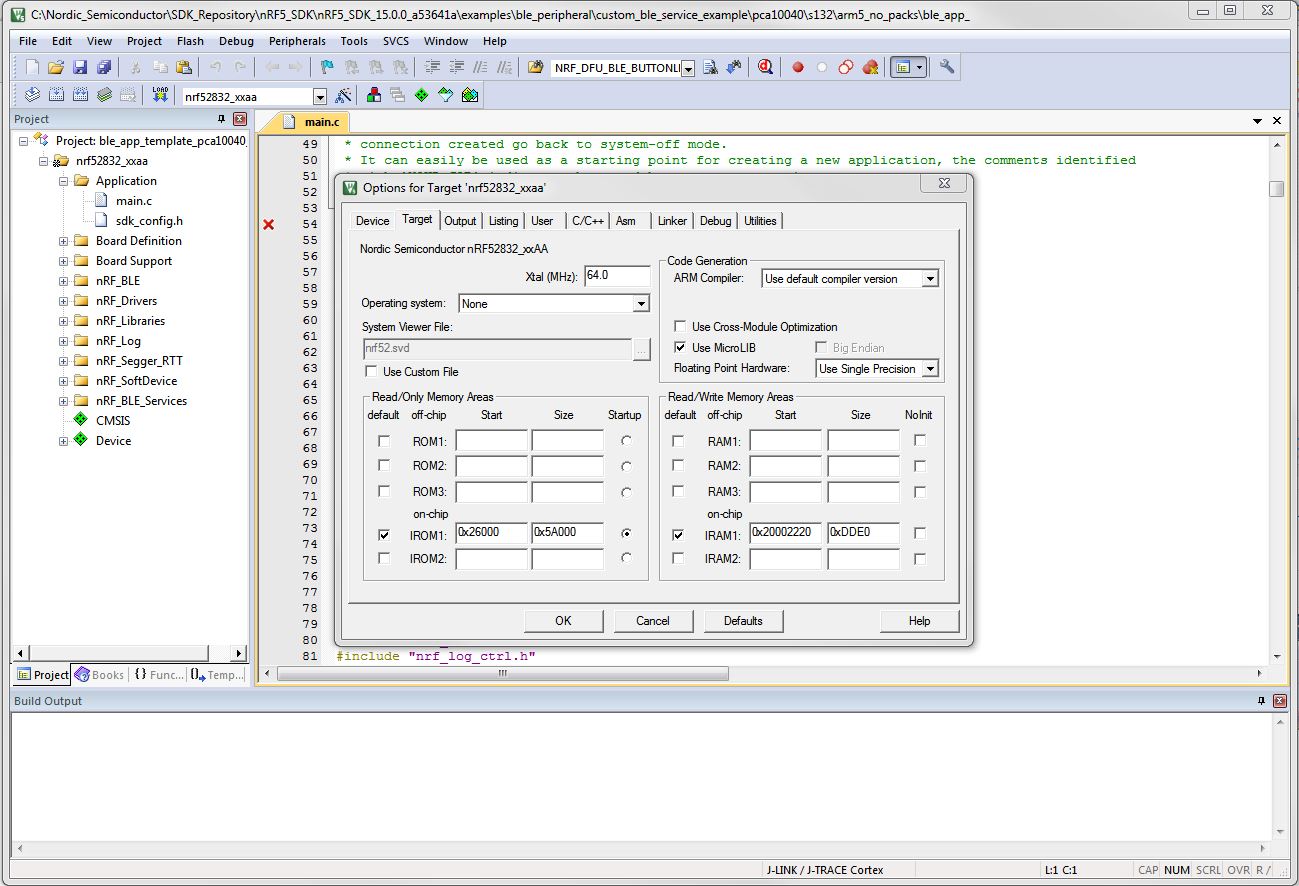 C:\Nordic_Semiconductor\SDK_Repository\nRF5_SDK\nRF5_SDK_15.0.0_a53641a\examples\ble_peripheral\custom_ble_service_example\pca10040\s132\arm5_no_packs\ble_app_
File Edit View Project Flash Debug Peripherals Tools SVCS Window Help
NRF_DFU_BLE_BUTTONLI
LOAD nrf52832_xxaa
Project
main.c
Project: ble_app_template_pca10040_
nrf52832_xxaa
Application
main.c
sdk_config.h
Board Definition
Board Support
nRF_BLE
nRF_Drivers
nRF_Libraries
nRF_Log
nRF_Segger_RTT
nRF_SoftDevice
nRF_BLE_Services
CMSIS
Device
Project Books {} Func... Temp...
49 * connection created go back to system-off mode.
50 * It can easily be used as a starting point for creating a new application, the comments identified
51
52
53
54
55
56
57
58
59
60
61
62
63
64
65
66
67
68
69
70
71
72
73
74
75
76
77
78
79
80
81 #include "nrf_log_ctrl.h"
Options for Target 'nrf52832_xxaa'
Device Target Output Listing User C/C++ Asm Linker Debug Utilities
Nordic Semiconductor nRF52832_xxAA
Xtal (MHz): 64.0
Operating system: None
System Viewer File:
nrf52.svd ...
Use Custom File
Code Generation
ARM Compiler: Use default compiler version
Use Cross-Module Optimization
Use MicroLIB Big Endian
Floating Point Hardware: Use Single Precision
Read/Only Memory Areas
default off-chip Start Size Startup
ROM1:
ROM2:
ROM3:
on-chip
IROM1: 0x26000 0x5A000
IROM2:
Read/Write Memory Areas
default off-chip Start Size NoInit
RAM1:
RAM2:
RAM3:
on-chip
IRAM1: 0x20002220 0xDDE0
IRAM2:
OK Cancel Defaults Help
Build Output
J-LINK / J-TRACE Cortex L:1 C:1 CAP NUM SCRL OVR R /